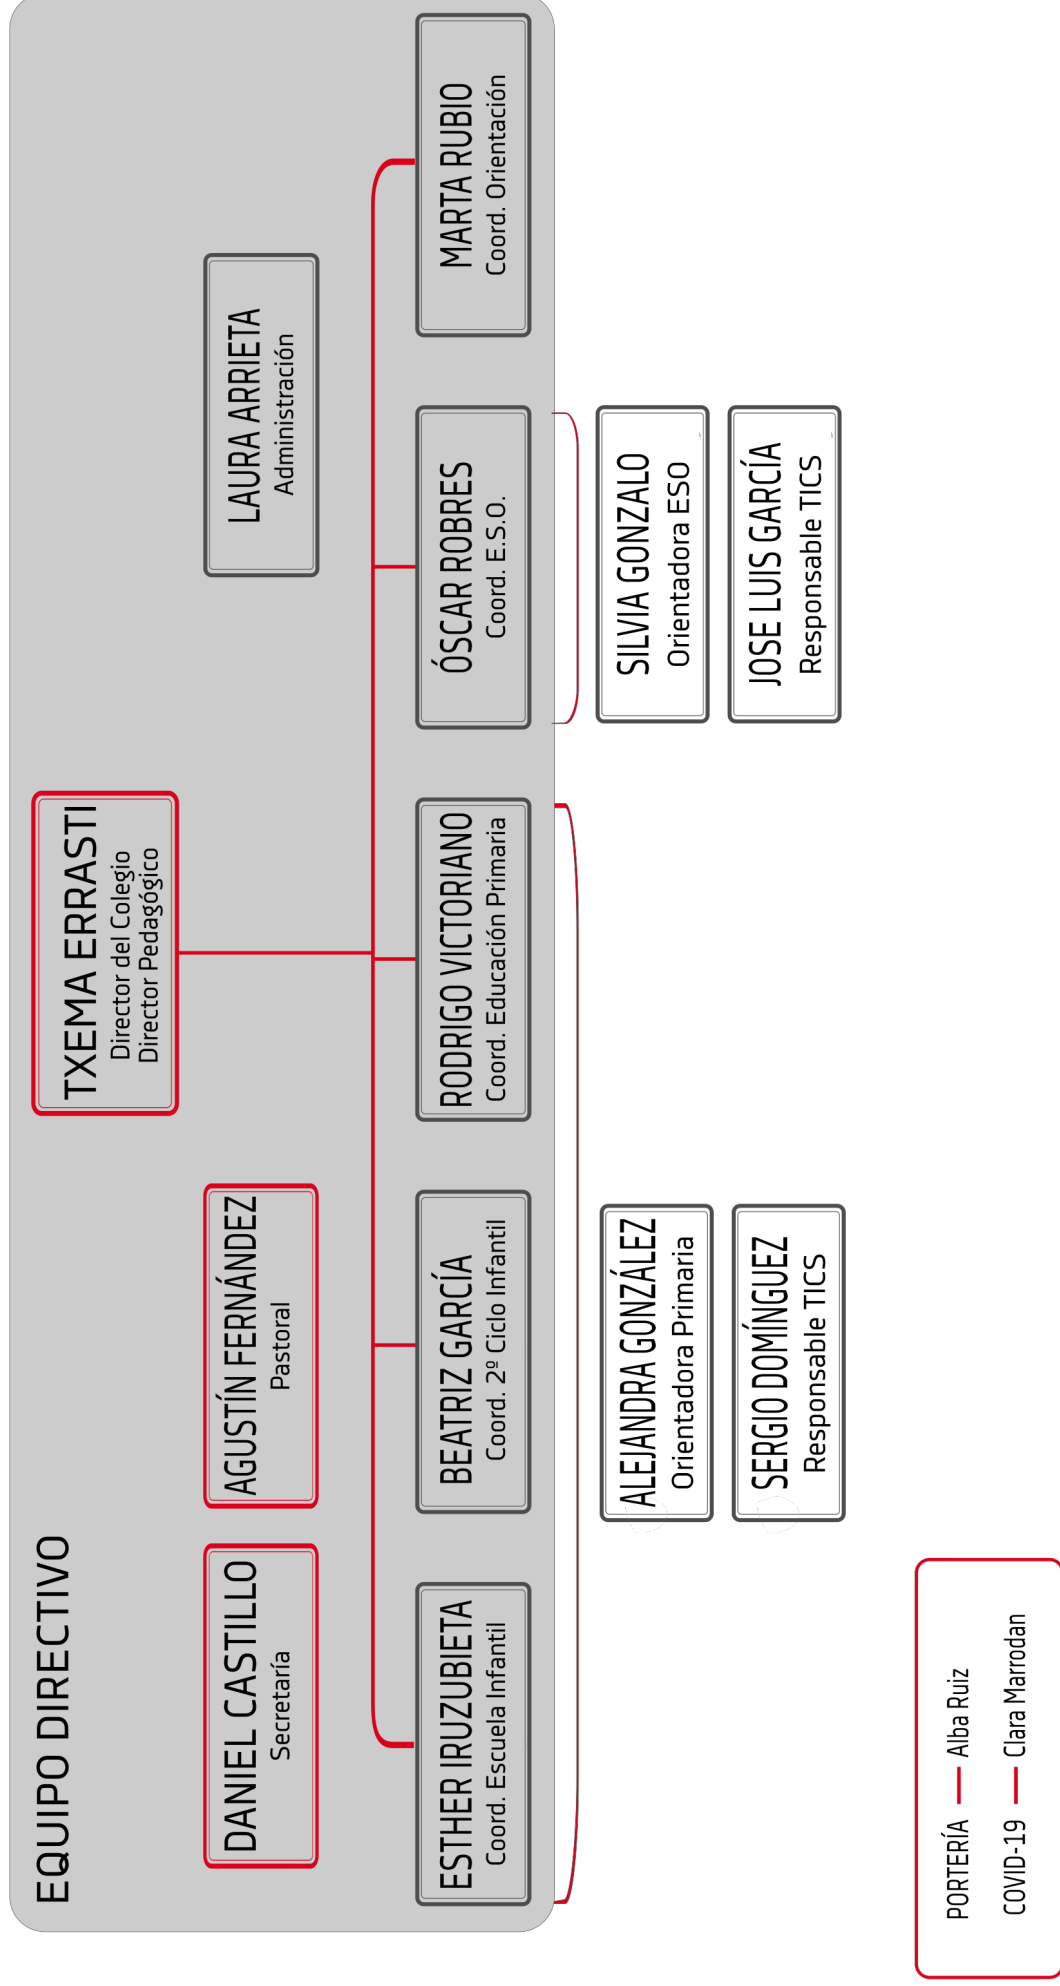 EQUIPO DIRECTIVO
TXEMA ERRASTI
Director del Colegio
Director Pedagógico
DANIEL CASTILLO
Secretaría
AGUSTÍN FERNÁNDEZ
Pastoral
LAURA ARRIETA
Administración
ESTHER IRUZUBIETA
Coord. Escuela Infantil
BEATRIZ GARCÍA
Coord. 2º Ciclo Infantil
RODRIGO VICTORIANO
Coord. Educación Primaria
ÓSCAR ROBRES
Coord. E.S.O.
MARTA RUBIO
Coord. Orientación
ALEJANDRA GONZÁLEZ
Orientadora Primaria
SERGIO DOMÍNGUEZ
Responsable TICS
SILVIA GONZALO
Orientadora ESO
JOSE LUIS GARCÍA
Responsable TICS
PORTERÍA — Alba Ruiz
COVID-19 — Clara Marrodan